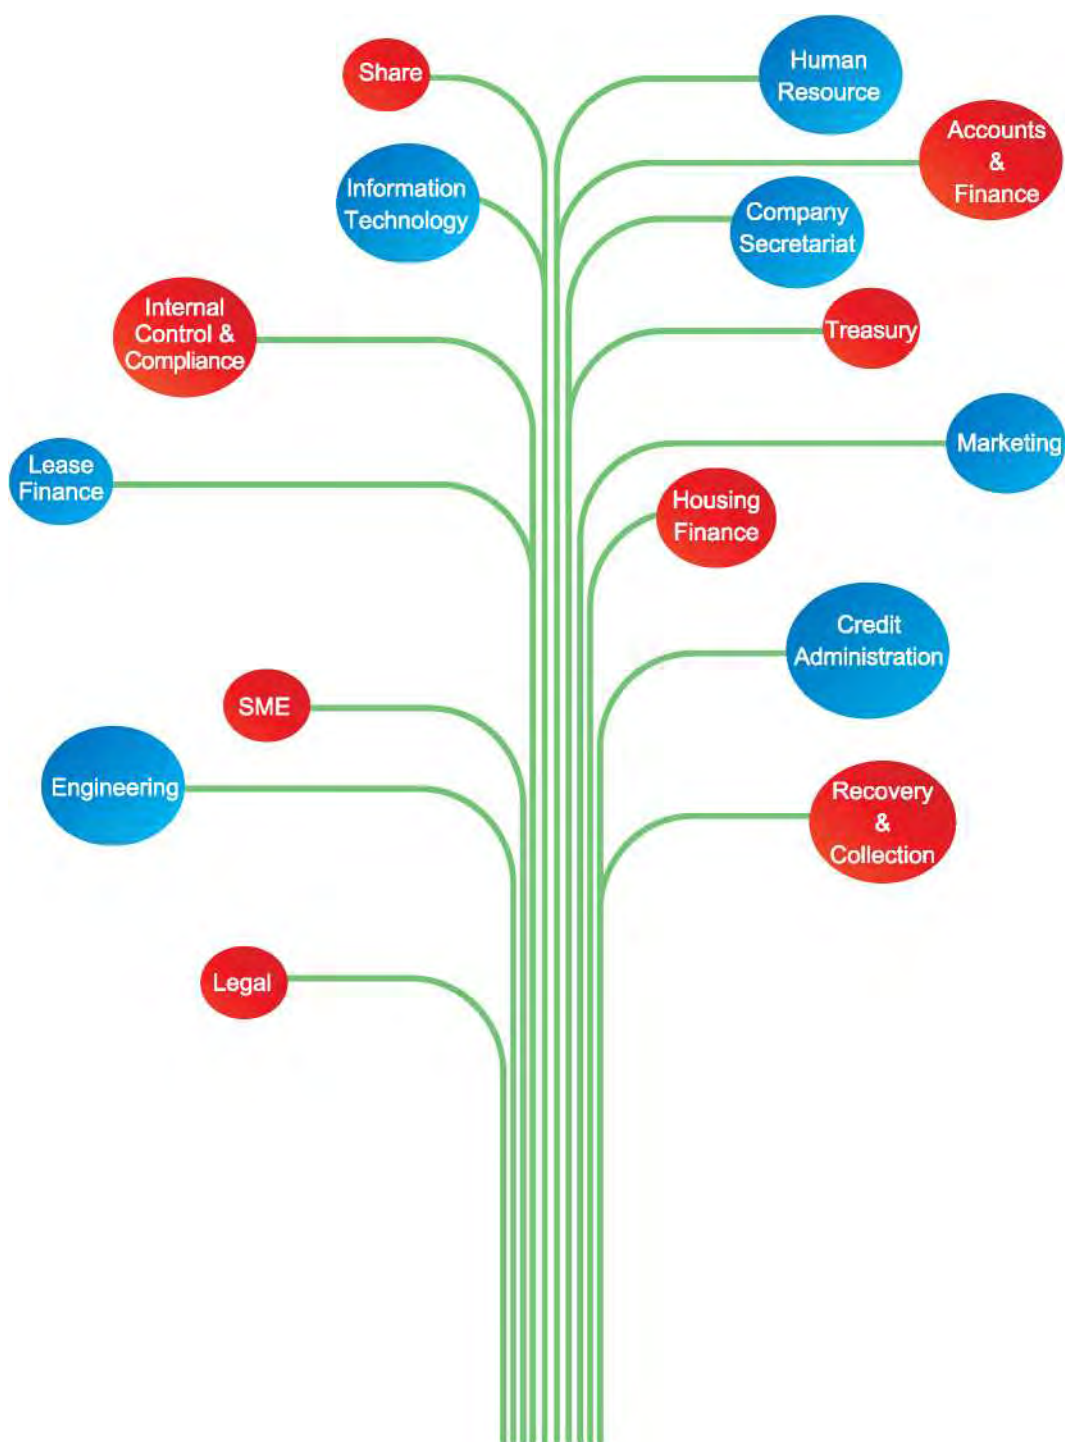 Share
Human
Resource
Accounts
&
Finance
Information
Technology
Company
Secretariat
Internal
Control &
Compliance
Treasury
Marketing
Lease
Finance
Housing
Finance
Credit
Administration
SME
Engineering
Recovery
&
Collection
Legal